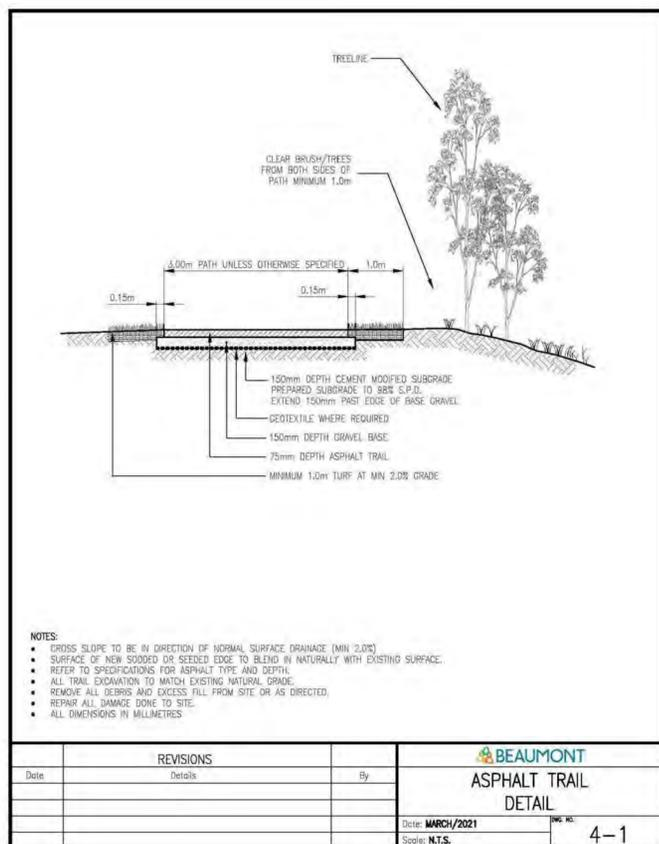 TREELINE
CLEAR BRUSH/TREES
FROM BOTH SIDES OF
PATH MINIMUM 1.0m
3.00m PATH UNLESS OTHERWISE SPECIFIED
1.0m
0.15m
0.15m
150mm DEPTH CEMENT MODIFIED SUBGRADE
PREPARED SUBGRADE TO 98% S.P.D.
EXTEND 150mm PAST EDGE OF BASE GRAVEL
GEOTEXTILE WHERE REQUIRED
150mm DEPTH GRAVEL BASE
75mm DEPTH ASPHALT TRAIL
MINIMUM 1.0m TURF AT MIN 2.0% GRADE
NOTES:
• CROSS SLOPE TO BE IN DIRECTION OF NORMAL SURFACE DRAINAGE (MIN 2.0%)
• SURFACE OF NEW SODDED OR SEEDED EDGE TO BLEND IN NATURALLY WITH EXISTING SURFACE.
• REFER TO SPECIFICATIONS FOR ASPHALT TYPE AND DEPTH.
• ALL TRAIL EXCAVATION TO MATCH EXISTING NATURAL GRADE.
• REMOVE ALL DEBRIS AND EXCESS FILL FROM SITE OR AS DIRECTED.
• REPAIR ALL DAMAGE DONE TO SITE.
• ALL DIMENSIONS IN MILLIMETRES
REVISIONS
Date Details By
BEAUMONT
ASPHALT TRAIL
DETAIL
Date: MARCH/2021
Scale: N.T.S.
DWG. NO.
4-1